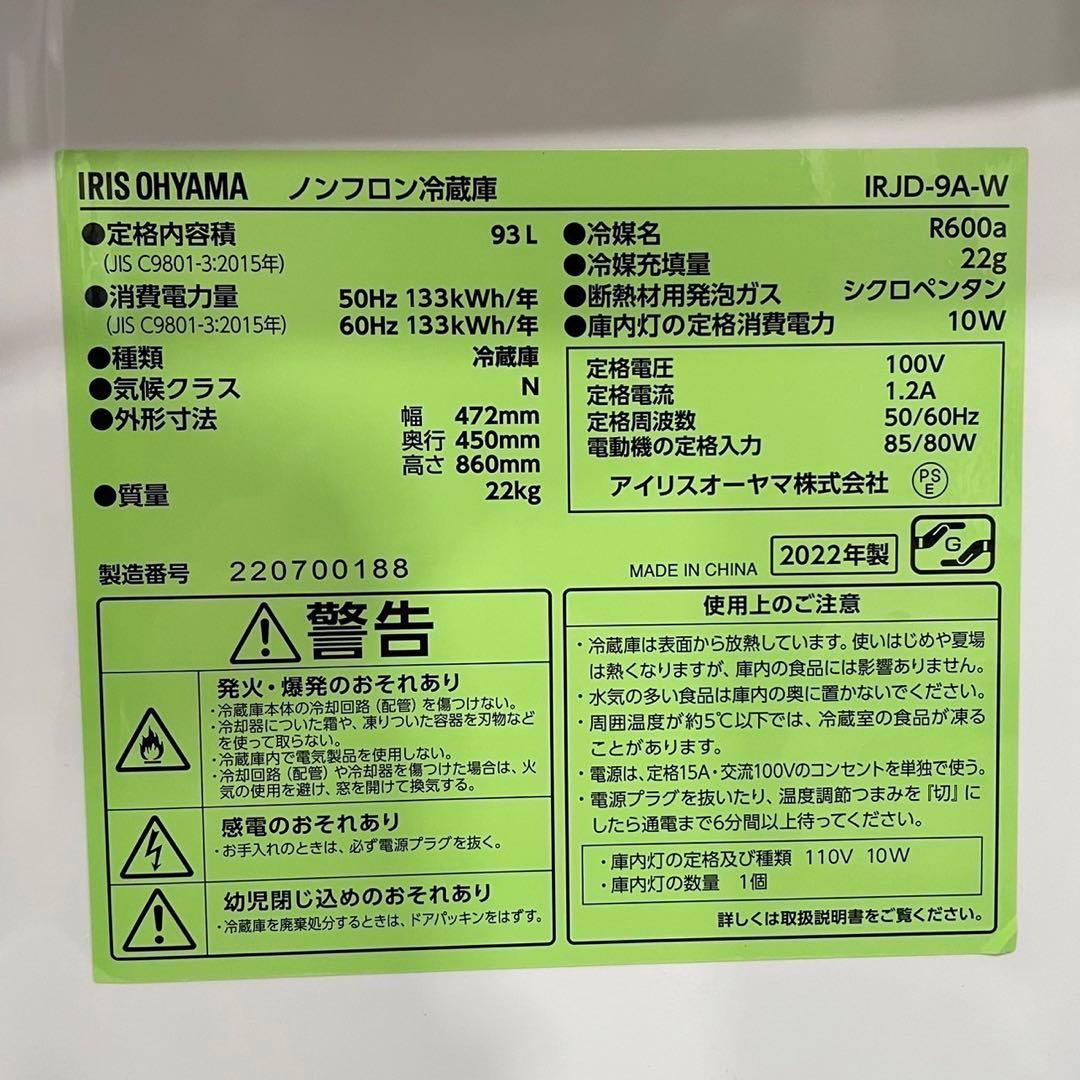 IRIS OHYAMA ノンフロン冷蔵庫 IRJD-9A-W
●定格内容積 93 L
(JIS C9801-3:2015年)
●消費電力量 50Hz 133kWh/年
(JIS C9801-3:2015年) 60Hz 133kWh/年
●種類 冷蔵庫
●気候クラス N
●外形寸法 幅 472mm
奥行 450mm
高さ 860mm
●質量 22kg
●冷媒名 R600a
●冷媒充填量 22g
●断熱材用発泡ガス シクロペンタン
●庫内灯の定格消費電力 10W
定格電圧 100V
定格電流 1.2A
定格周波数 50/60Hz
電動機の定格入力 85/80W
アイリスオーヤマ株式会社 PSE
製造番号 220700188
MADE IN CHINA 2022年製 G
警告
発火・爆発のおそれあり
・冷蔵庫本体の冷却回路（配管）を傷つけない。
・冷却器についた霜や、凍りついた容器を刃物など
を使って取らない。
・冷蔵庫内で電気製品を使用しない。
・冷却回路（配管）や冷却器を傷つけた場合は、火
気の使用を避け、窓を開けて換気する。
感電のおそれあり
・お手入れのときは、必ず電源プラグを抜く。
幼児閉じ込めのおそれあり
・冷蔵庫を廃棄処分するときは、ドアパッキンをはずす。
使用上のご注意
・冷蔵庫は表面から放熱しています。使いはじめや夏場
は熱くなりますが、庫内の食品には影響ありません。
・水気の多い食品は庫内の奥に置かないでください。
・周囲温度が約5℃以下では、冷蔵室の食品が凍る
ことがあります。
・電源は、定格15A・交流100Vのコンセントを単独で使う。
・電源プラグを抜いたり、温度調節つまみを『切』に
したら通電まで6分間以上待ってください。
・庫内灯の定格及び種類 110V 10W
・庫内灯の数量 1個
詳しくは取扱説明書をご覧ください。